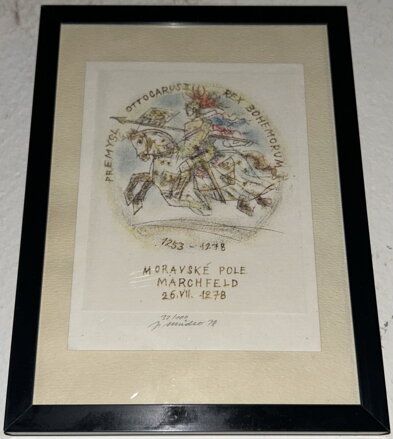 PREMYSL OTTOCARUS II REX BOHEMORUM
1253-1278
MORAVSKÉ POLE
MARCHFELD
26.VII. 1278